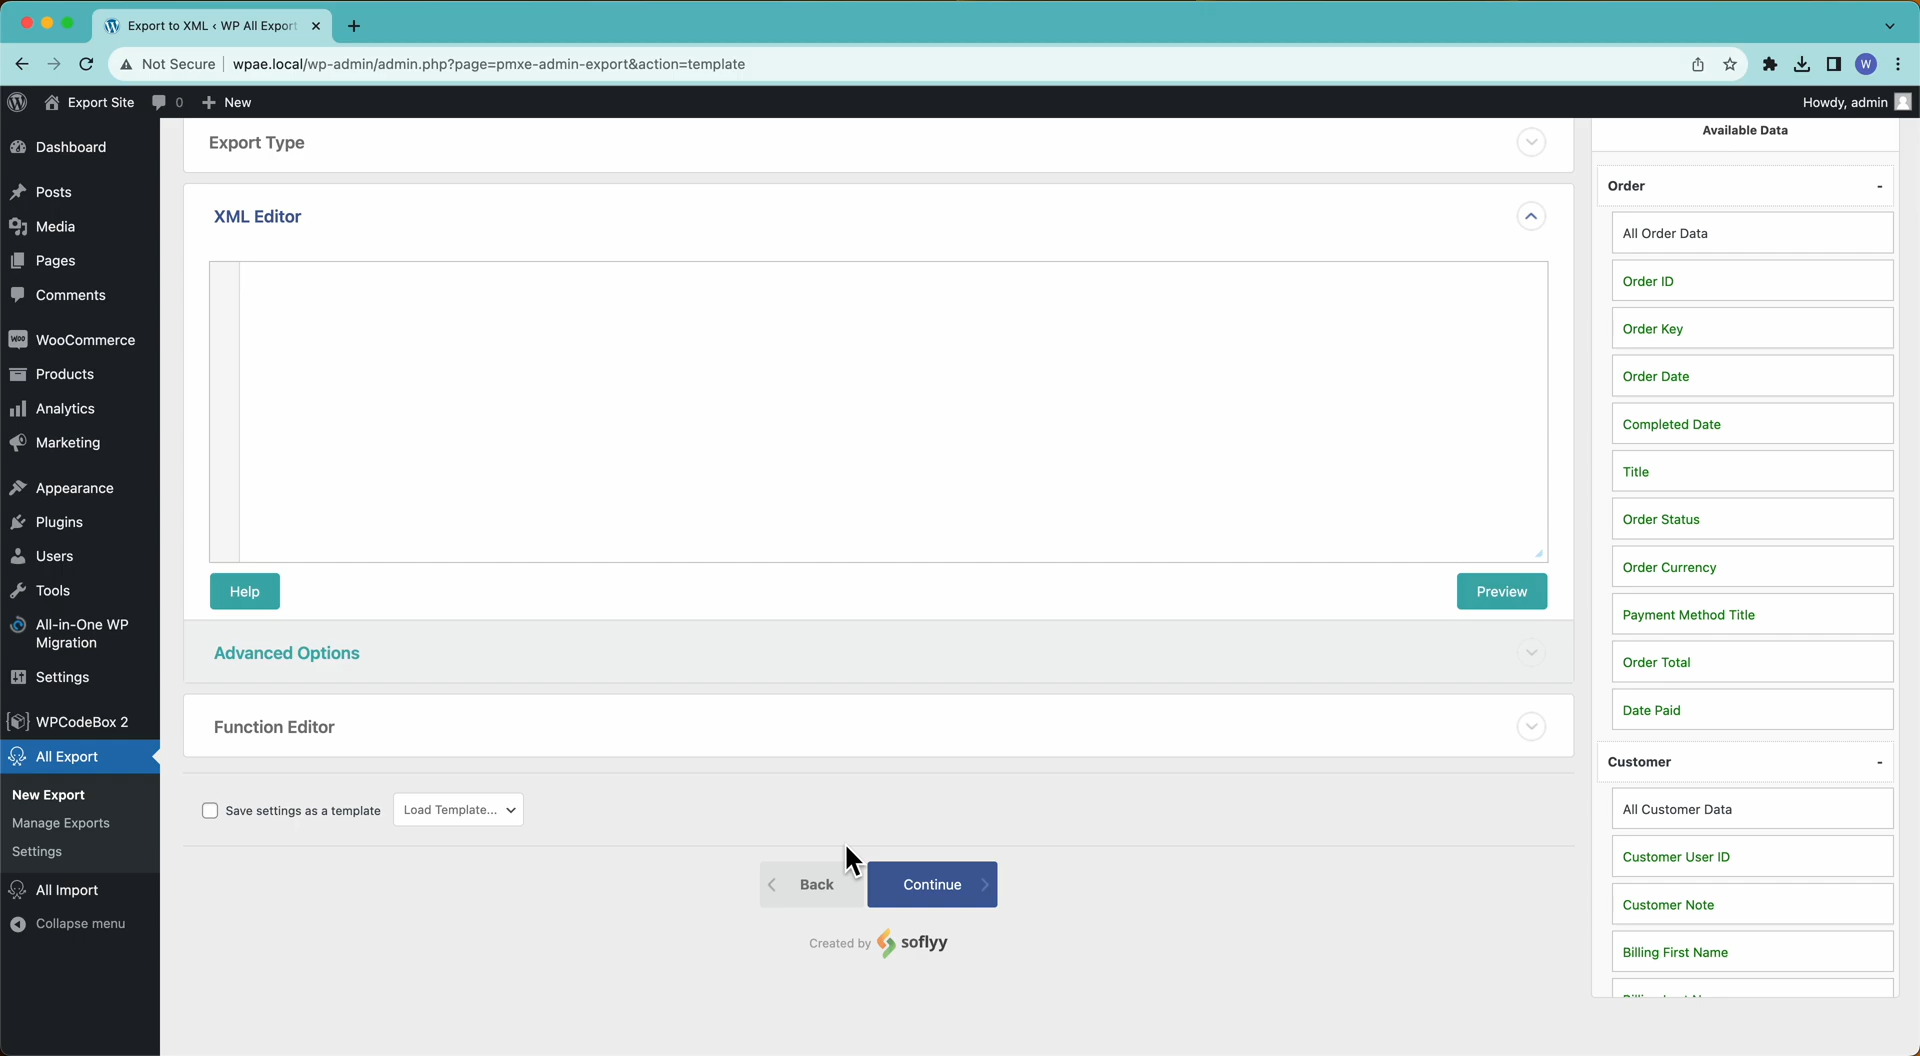 Export to XML ‹ WP All Export
Not Secure
wpae.local/wp-admin/admin.php?page=pmxe-admin-export&action=template
W
Export Site
0
New
Howdy, admin
Dashboard
Posts
Media
Pages
Comments
WooCommerce
Products
Analytics
Marketing
Appearance
Plugins
Users
Tools
All-in-One WP
Migration
Settings
WPCodeBox 2
All Export
New Export
Manage Exports
Settings
All Import
Collapse menu
Export Type
XML Editor
Help
Preview
Advanced Options
Function Editor
Save settings as a template
Load Template...
Back
Continue
Created by soflyy
Available Data
Order -
All Order Data
Order ID
Order Key
Order Date
Completed Date
Title
Order Status
Order Currency
Payment Method Title
Order Total
Date Paid
Customer -
All Customer Data
Customer User ID
Customer Note
Billing First Name